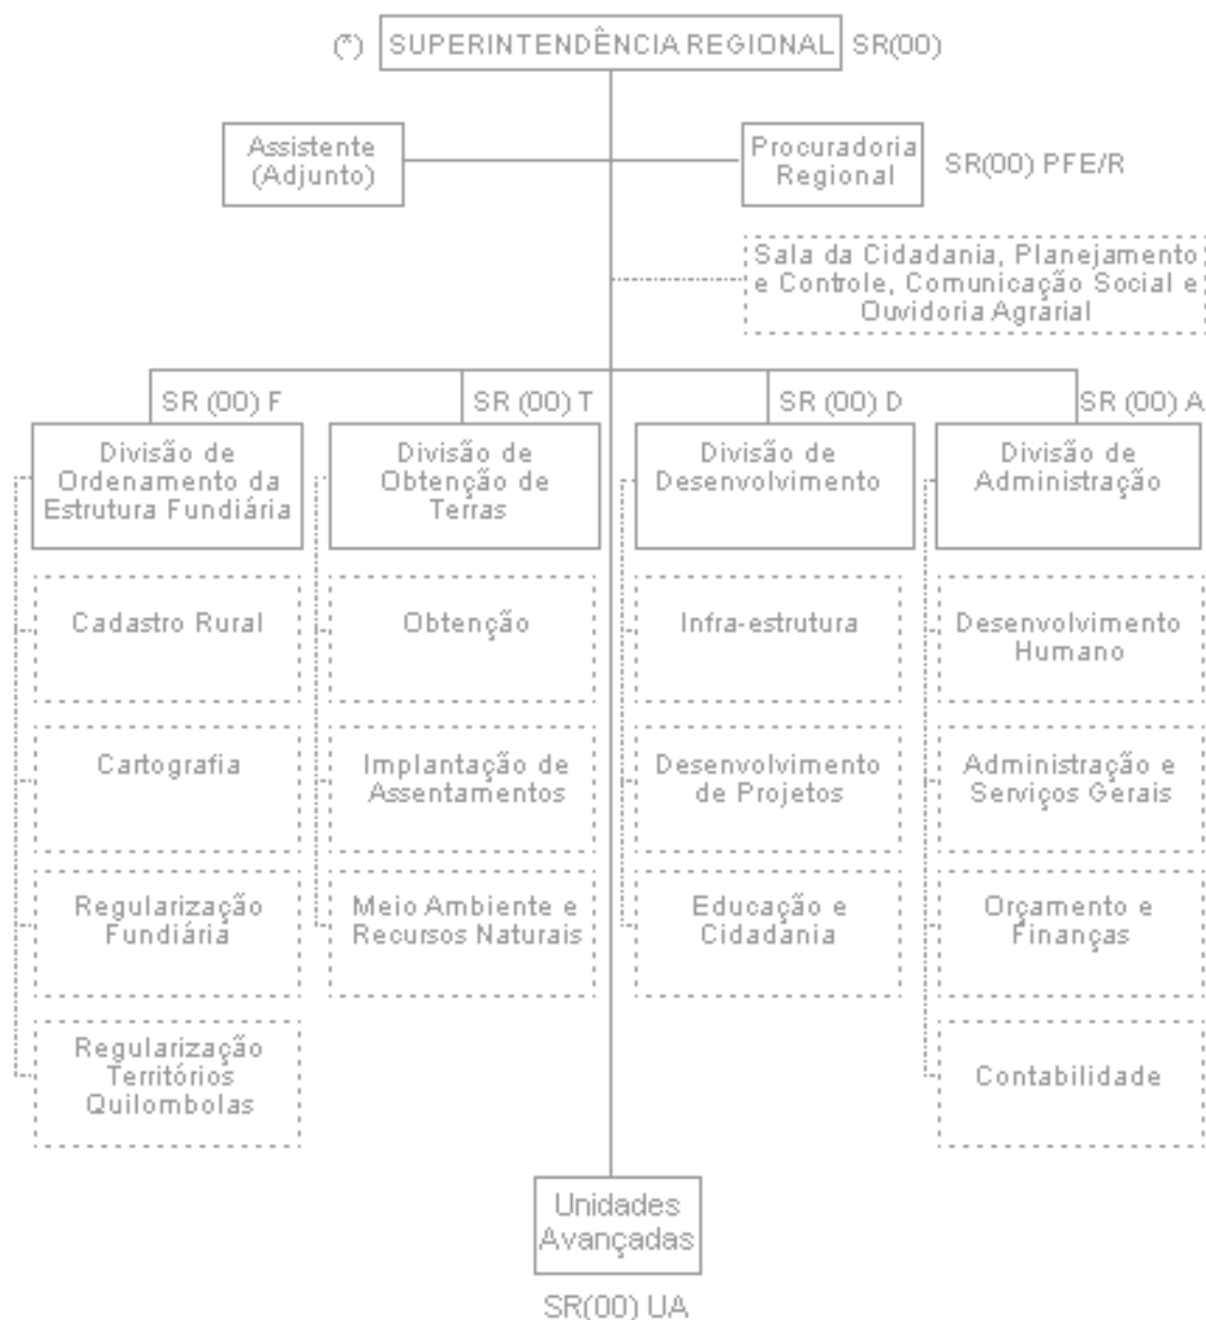 (*) SUPERINTENDÊNCIA REGIONAL SR(00)
Assistente
(Adjunto)
Procuradoria
Regional
SR(00) PFE/R
Sala da Cidadania, Planejamento
e Controle, Comunicação Social e
Ouvidoria Agrárial
SR (00) F
Divisão de
Ordenamento da
Estrutura Fundiária
Cadastro Rural
Cartografia
Regularização
Fundiária
Regularização
Territórios
Quilombolas
SR (00) T
Divisão de
Obtenção de
Terras
Obtenção
Implantação de
Assentamentos
Meio Ambiente e
Recursos Naturais
SR (00) D
Divisão de
Desenvolvimento
Infra-estrutura
Desenvolvimento
de Projetos
Educação e
Cidadania
SR (00) A
Divisão de
Administração
Desenvolvimento
Humano
Administração e
Serviços Gerais
Orçamento e
Finanças
Contabilidade
Unidades
Avançadas
SR(00) UA